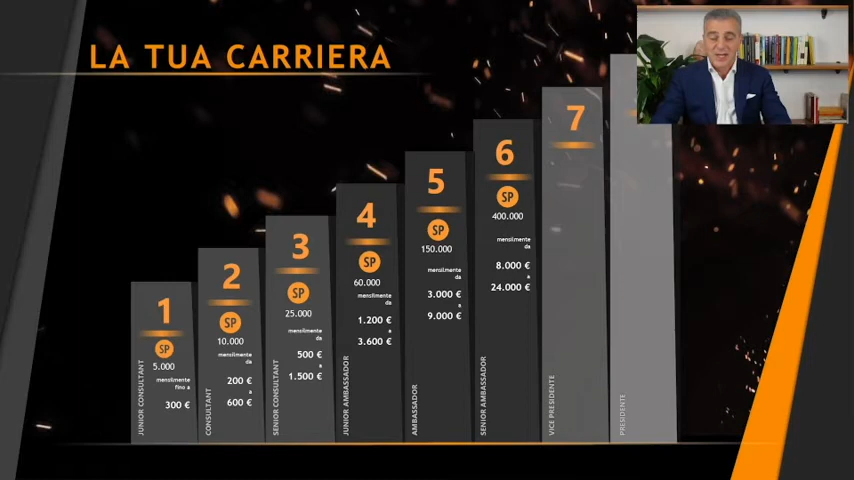 LA TUA CARRIERA
1
SP
5.000
mensilmente
fino a
300 €
JUNIOR CONSULTANT
2
SP
10.000
mensilmente
da
200 €
a
600 €
CONSULTANT
3
SP
25.000
mensilmente
da
500 €
a
1.500 €
SENIOR CONSULTANT
4
SP
60.000
mensilmente
da
1.200 €
a
3.600 €
JUNIOR AMBASSADOR
5
SP
150.000
mensilmente
da
3.000 €
a
9.000 €
AMBASSADOR
6
SP
400.000
mensilmente
da
8.000 €
a
24.000 €
SENIOR AMBASSADOR
7
VICE PRESIDENTE
PRESIDENTE